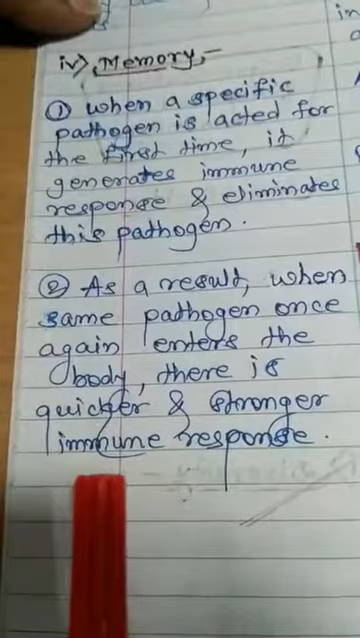 in
iv) Memory,-
① When a specific
pathogen is acted for
the first time, it
generates immune
response & eliminates
this pathogen.
② As a result, when
same pathogen once
again enters the
body, there is
quicker & stronger
immune response.